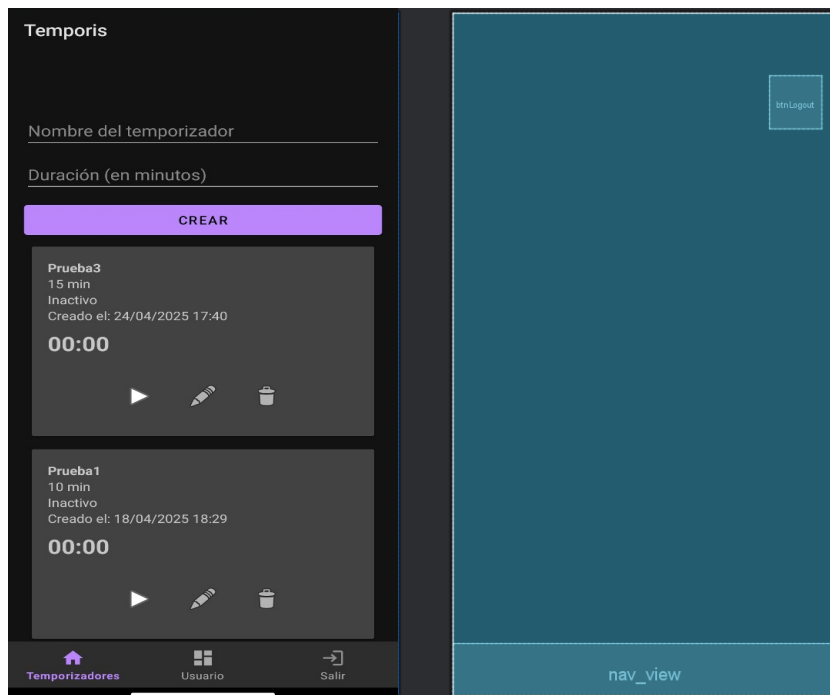 Temporis
Nombre del temporizador
Duración (en minutos)
CREAR
Prueba3
15 min
Inactivo
Creado el: 24/04/2025 17:40
00:00
Prueba1
10 min
Inactivo
Creado el: 18/04/2025 18:29
00:00
Temporizadores
Usuario
Salir
btnLogout
nav_view